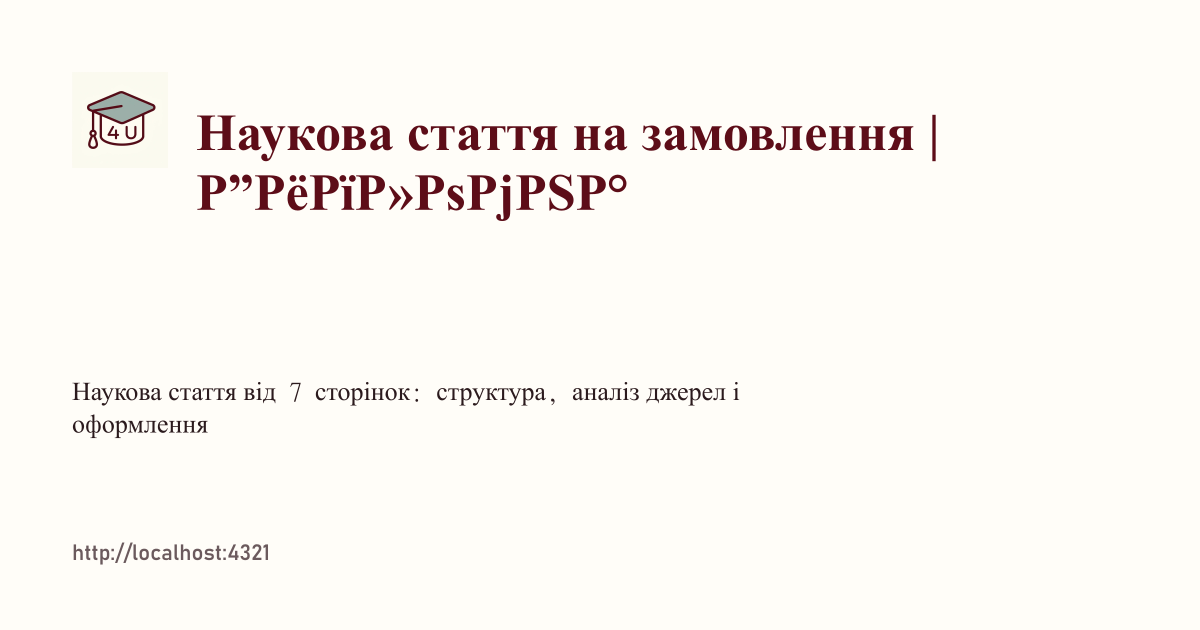 4 U
Наукова стаття на замовлення |
Р”РёРїР»РѕРјРЅР°
Наукова стаття від 7 сторінок: структура, аналіз джерел і
оформлення
http://localhost:4321